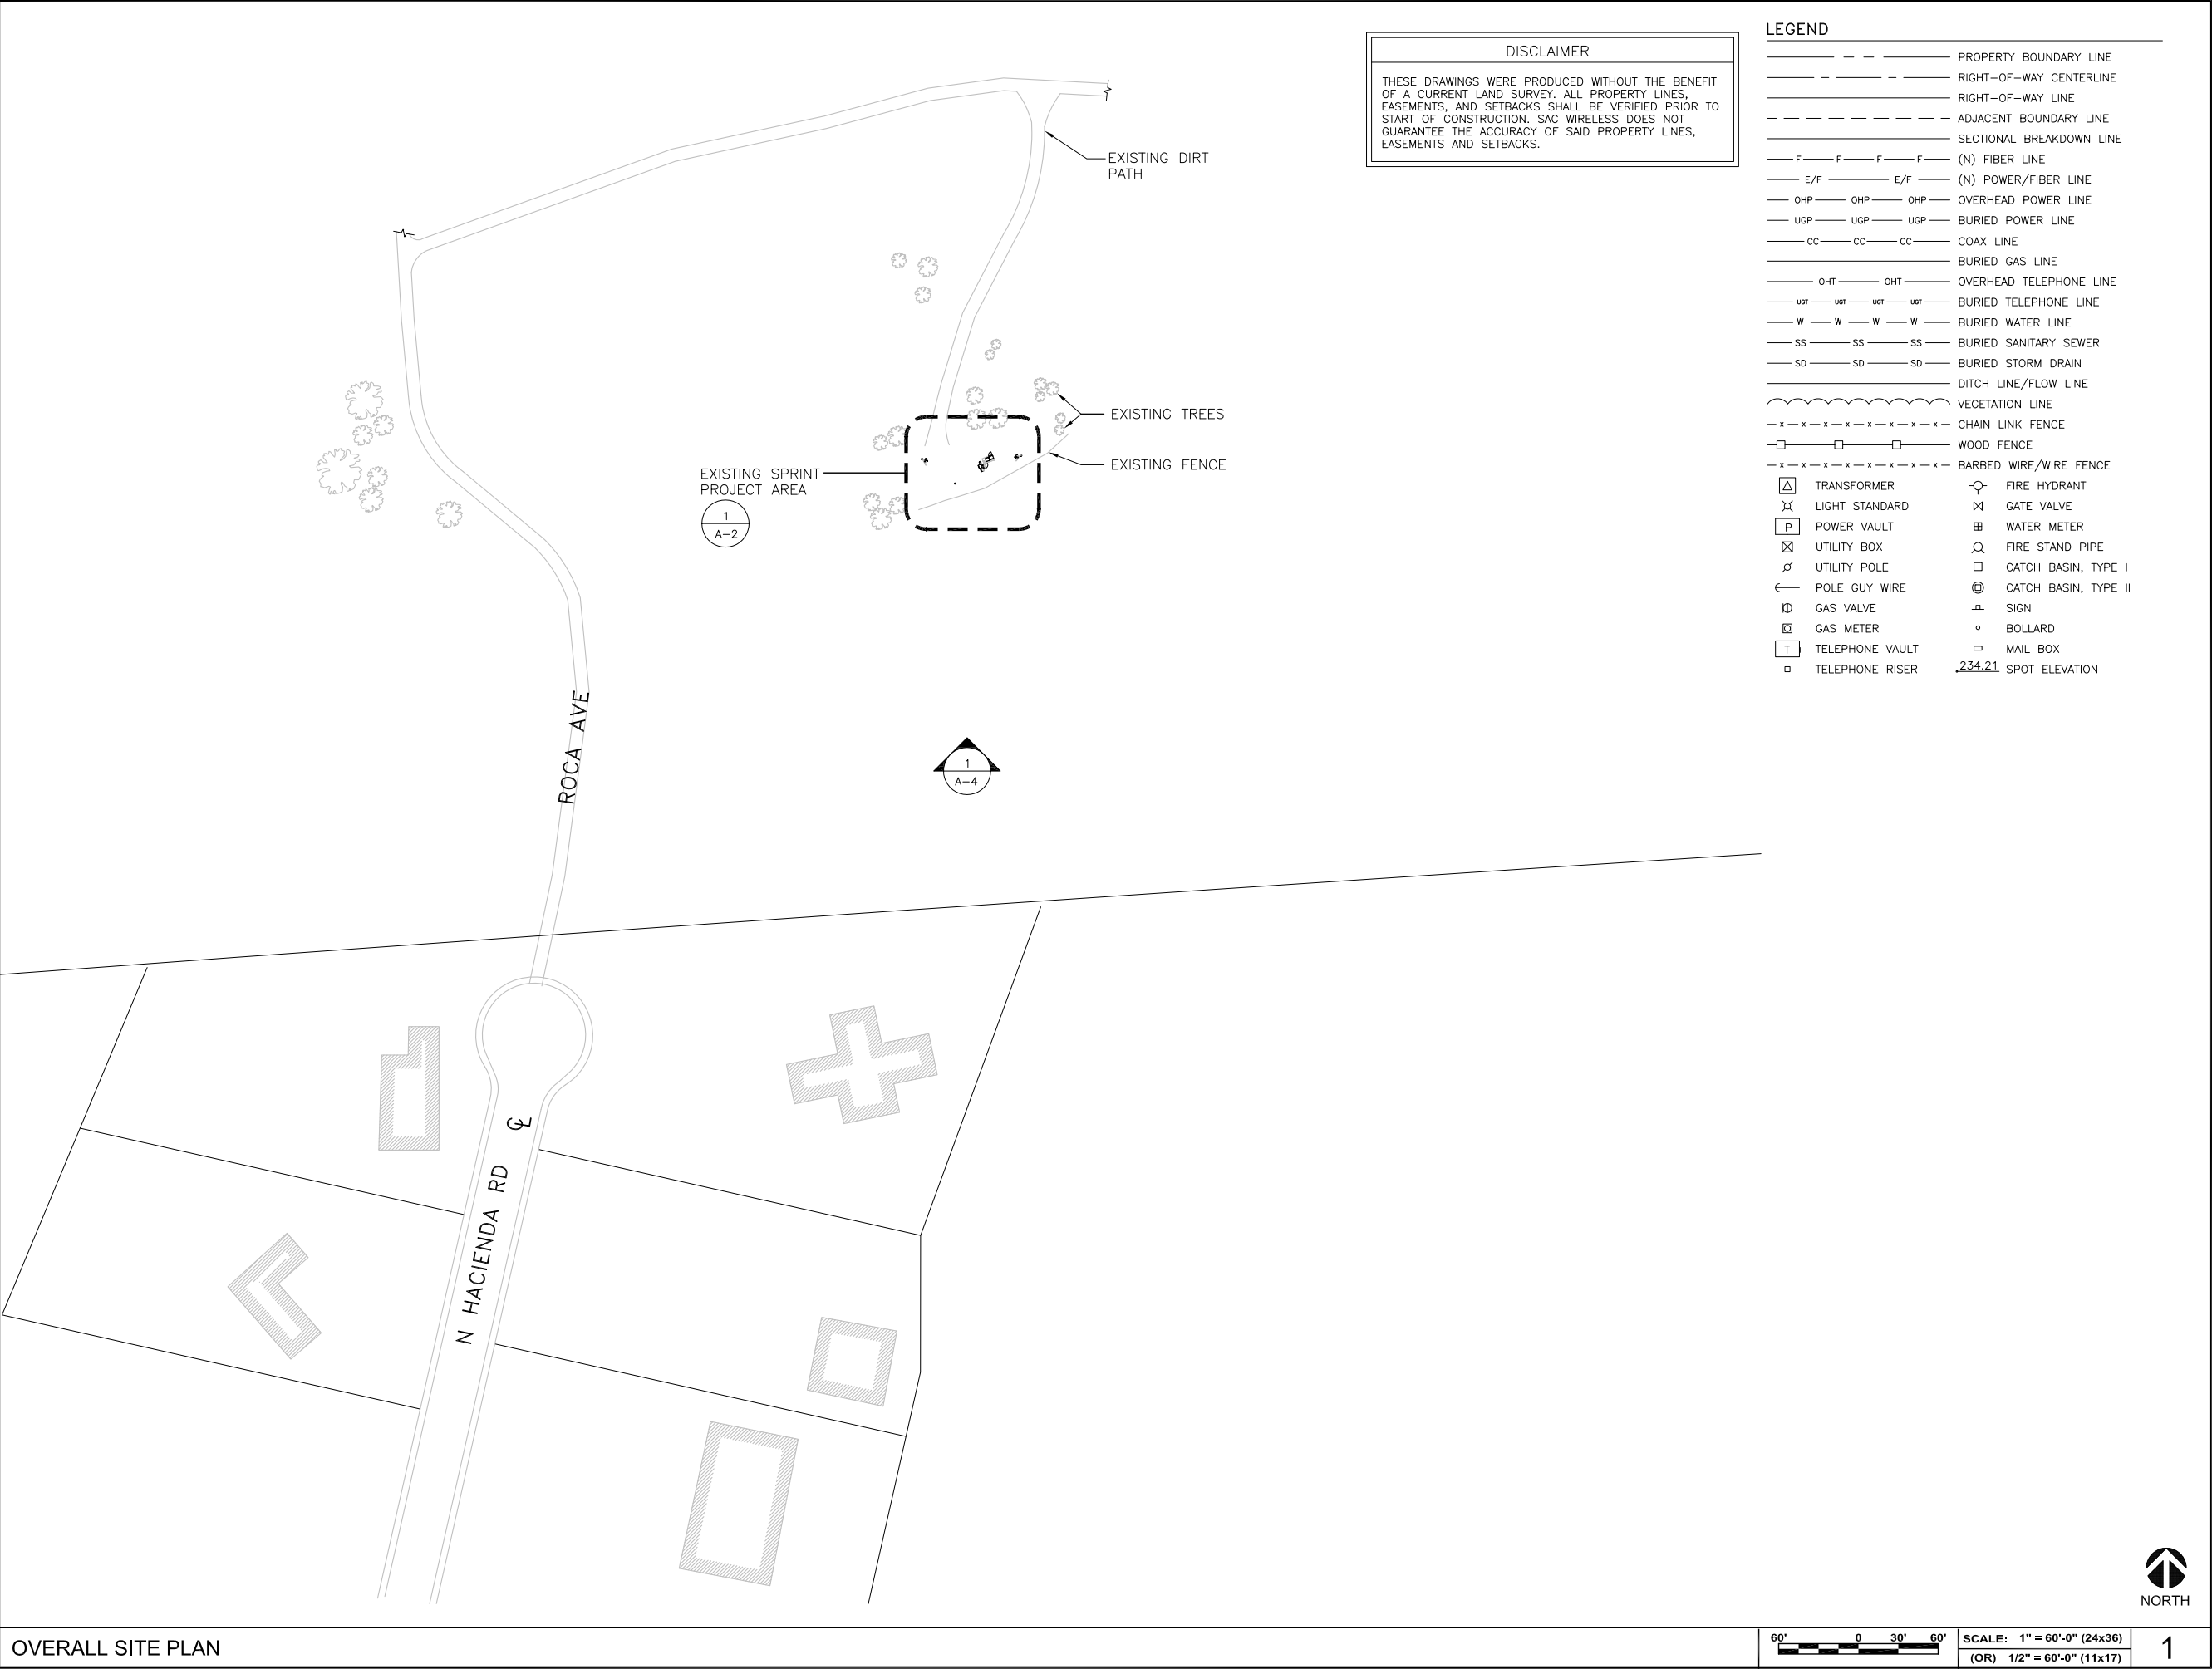 DISCLAIMER
THESE DRAWINGS WERE PRODUCED WITHOUT THE BENEFIT
OF A CURRENT LAND SURVEY. ALL PROPERTY LINES,
EASEMENTS, AND SETBACKS SHALL BE VERIFIED PRIOR TO
START OF CONSTRUCTION. SAC WIRELESS DOES NOT
GUARANTEE THE ACCURACY OF SAID PROPERTY LINES,
EASEMENTS AND SETBACKS.
LEGEND
PROPERTY BOUNDARY LINE
RIGHT-OF-WAY CENTERLINE
RIGHT-OF-WAY LINE
ADJACENT BOUNDARY LINE
SECTIONAL BREAKDOWN LINE
F F F F (N) FIBER LINE
E/F E/F (N) POWER/FIBER LINE
OHP OHP OHP OVERHEAD POWER LINE
UGP UGP UGP BURIED POWER LINE
CC CC CC COAX LINE
BURIED GAS LINE
OHT OHT OVERHEAD TELEPHONE LINE
UGT UGT UGT UGT BURIED TELEPHONE LINE
W W W W BURIED WATER LINE
SS SS SS BURIED SANITARY SEWER
SD SD SD BURIED STORM DRAIN
DITCH LINE/FLOW LINE
VEGETATION LINE
x x x x x x x x CHAIN LINK FENCE
WOOD FENCE
x x x x x x x x BARBED WIRE/WIRE FENCE
TRANSFORMER FIRE HYDRANT
LIGHT STANDARD GATE VALVE
P POWER VAULT WATER METER
UTILITY BOX FIRE STAND PIPE
UTILITY POLE CATCH BASIN, TYPE I
POLE GUY WIRE CATCH BASIN, TYPE II
GAS VALVE SIGN
GAS METER BOLLARD
T TELEPHONE VAULT MAIL BOX
TELEPHONE RISER 234.21 SPOT ELEVATION
EXISTING DIRT
PATH
EXISTING TREES
EXISTING FENCE
EXISTING SPRINT
PROJECT AREA
1
A-2
ROCA AVE
1
A-4
N HACIENDA RD ℄
NORTH
OVERALL SITE PLAN
60' 0 30' 60'
SCALE: 1" = 60'-0" (24x36)
(OR) 1/2" = 60'-0" (11x17)
1